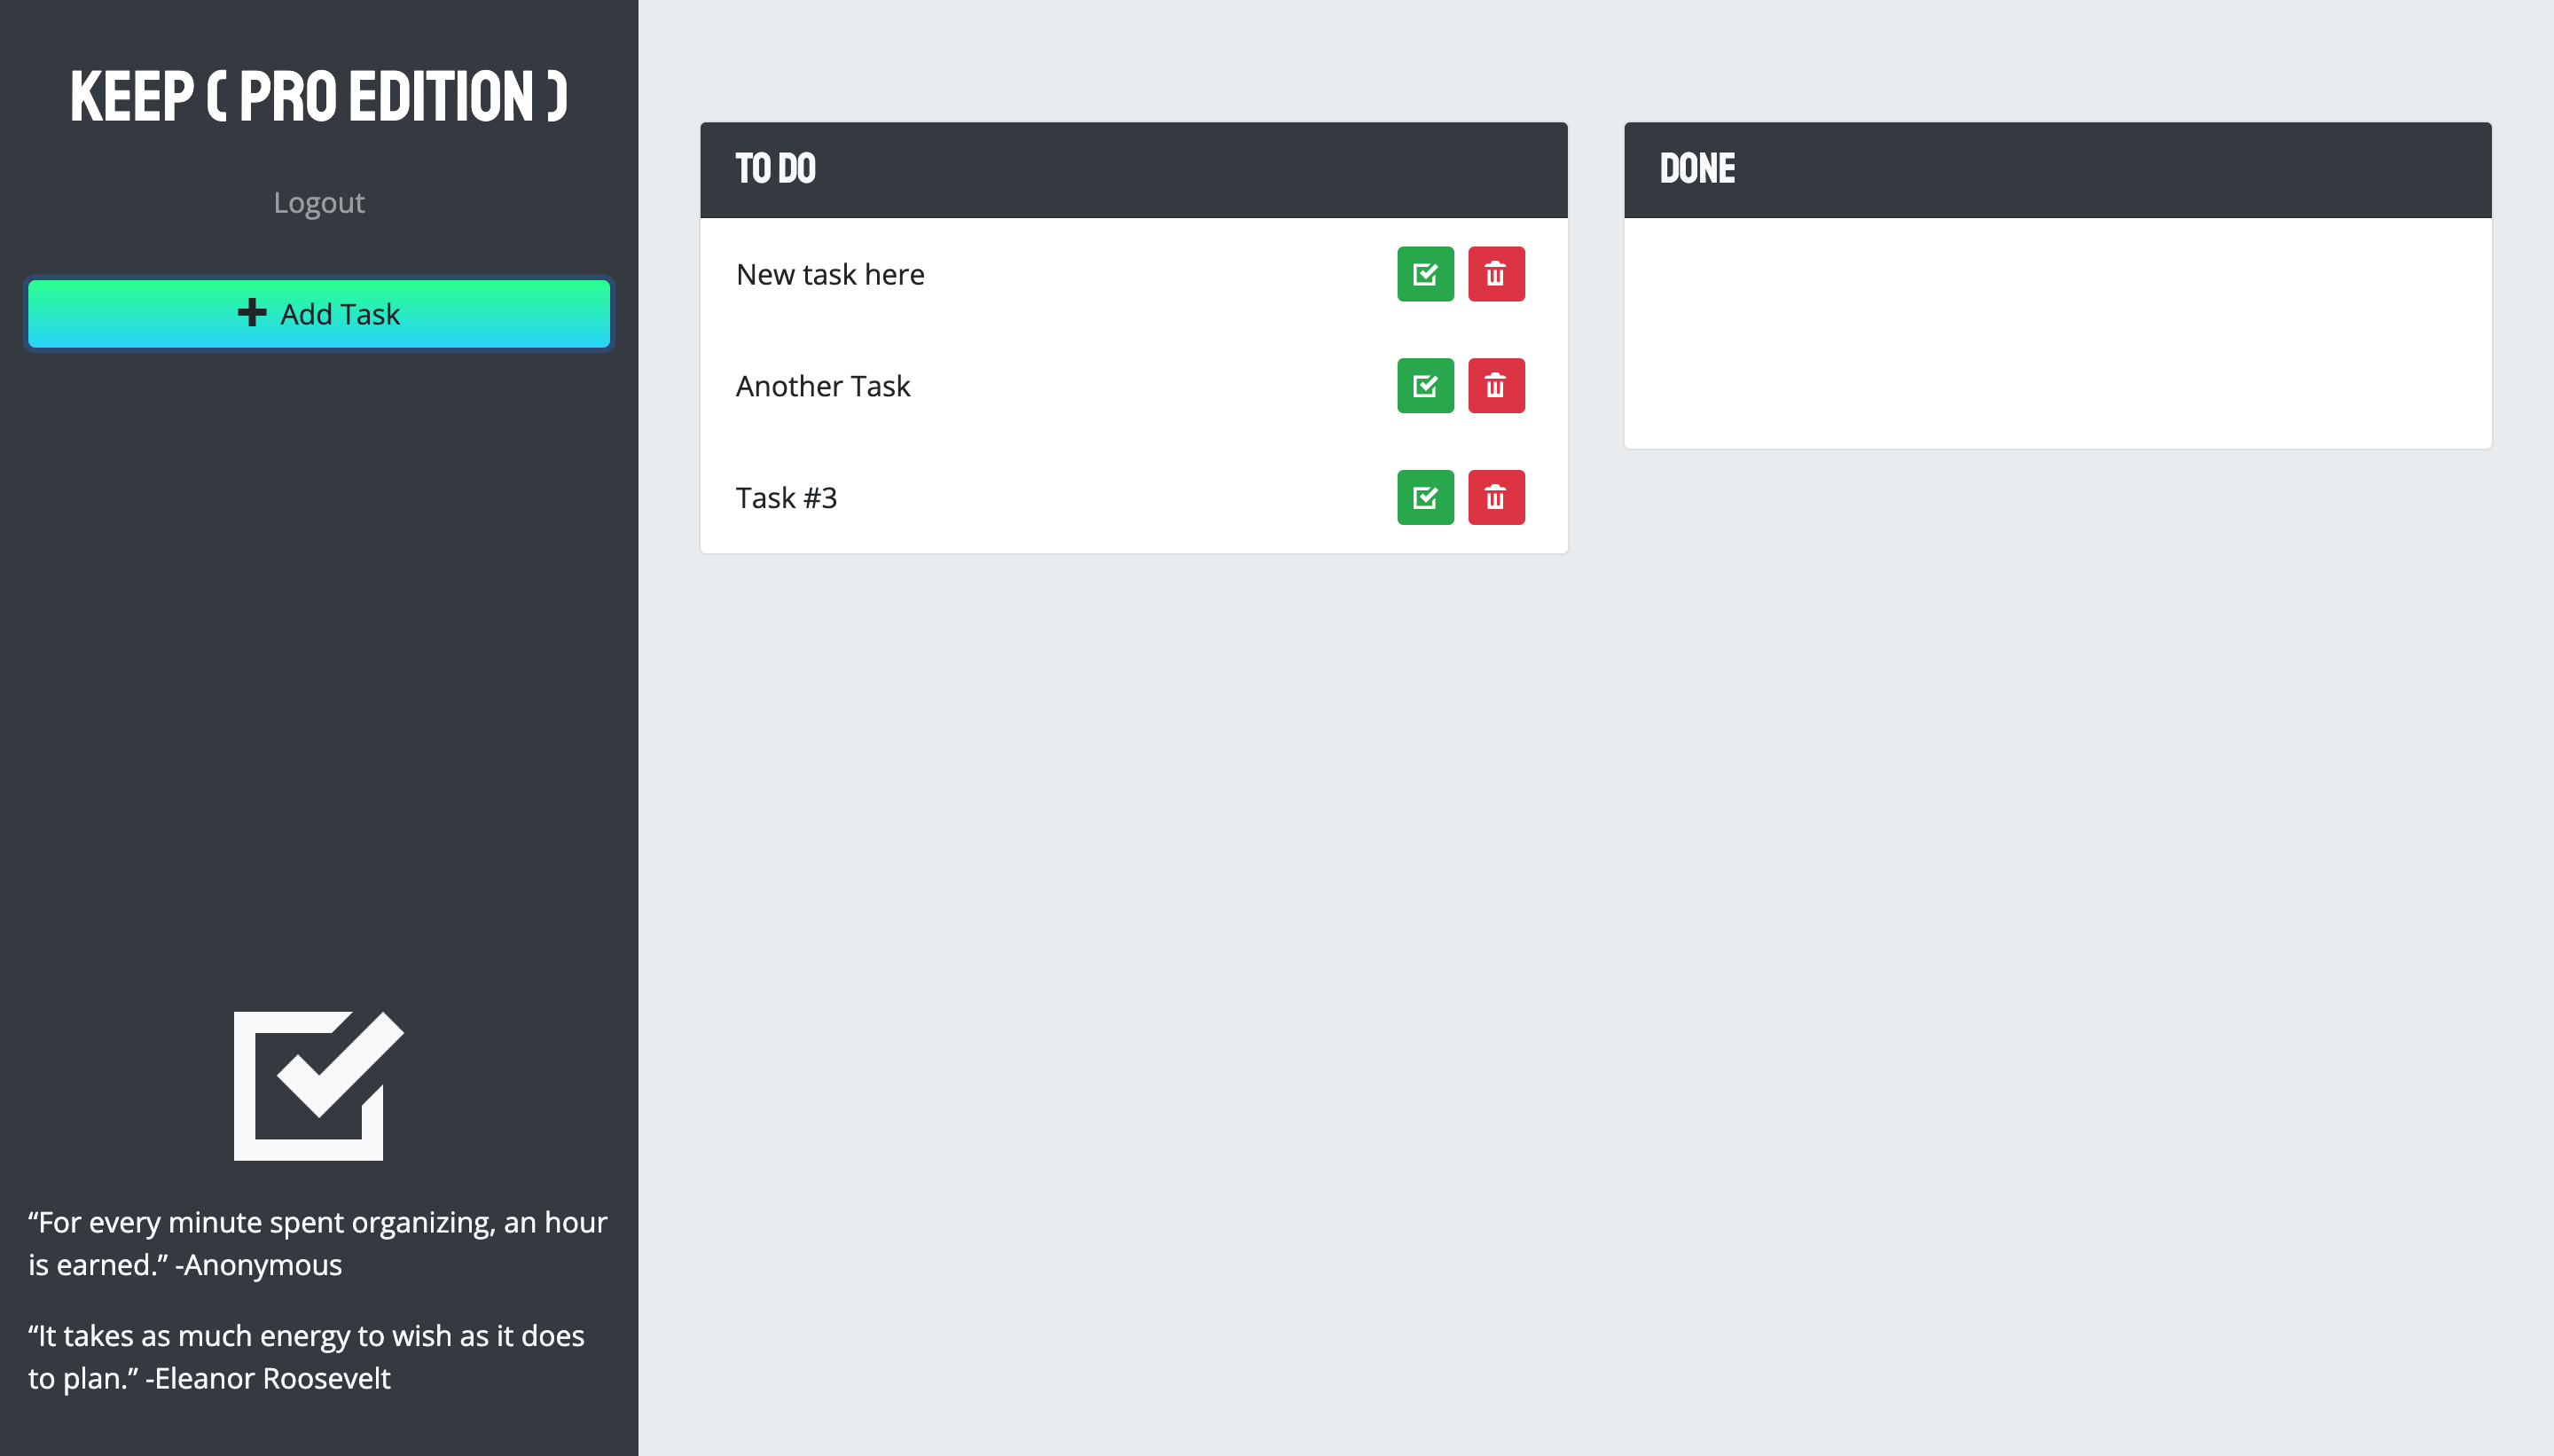 KEEP ( PRO EDITION )
Logout
Add Task
“For every minute spent organizing, an hour
is earned.” -Anonymous
“It takes as much energy to wish as it does
to plan.” -Eleanor Roosevelt
TO DO
New task here
Another Task
Task #3
DONE